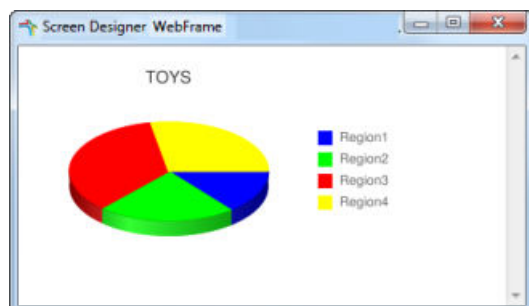 Screen Designer WebFrame
TOYS
Region1
Region2
Region3
Region4